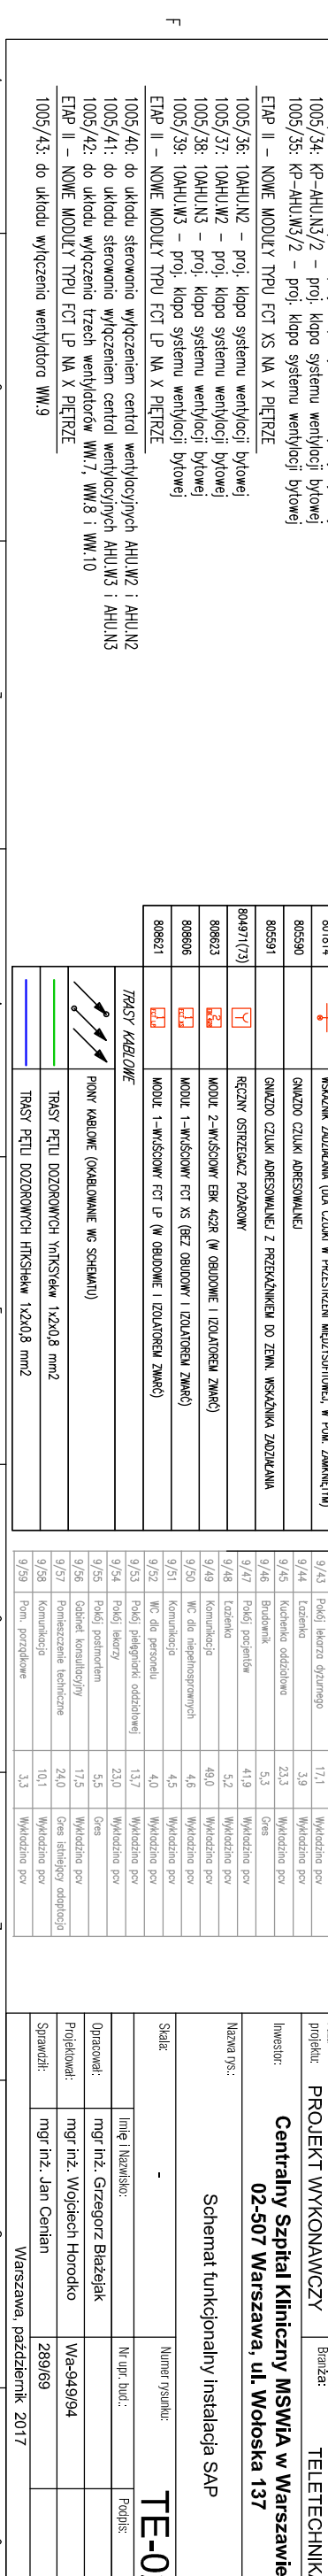 F
1005/34: KP-AHU.N3/2 - proj. klapa systemu wentylacji bytowej
1005/35: KP-AHU.W3/2 - proj. klapa systemu wentylacji bytowej
ETAP II - NOWE MODUŁY TYPU FCT XS NA X PIĘTRZE
1005/36: 10AHU.N2 - proj. klapa systemu wentylacji bytowej
1005/37: 10AHU.W2 - proj. klapa systemu wentylacji bytowej
1005/38: 10AHU.N3 - proj. klapa systemu wentylacji bytowej
1005/39: 10AHU.W3 - proj. klapa systemu wentylacji bytowej
ETAP II - NOWE MODUŁY TYPU FCT LP NA X PIĘTRZE
1005/40: do układu sterowania wyłączeniem central wentylacyjnych AHU.W2 i AHU.N2
1005/41: do układu sterowania wyłączeniem central wentylacyjnych AHU.W3 i AHU.N3
1005/42: do układu wyłączenia trzech wentylatorów WW.7, WW.8 i WW.10
ETAP II - NOWE MODUŁY TYPU FCT LP NA X PIĘTRZE
1005/43: do układu wyłączenia wentylatora WW.9
801814 WSKAŹNIK ZADZIAŁANIA (DLA CZUJKI W PRZESTRZENI MIĘDZYSUFITOWEJ, W POM. ZAMKNIĘTYM)
805590 GNIAZDO CZUJKI ADRESOWALNEJ
805591 GNIAZDO CZUJKI ADRESOWALNEJ Z PRZEKAŹNIKIEM DO ZEWN. WSKAŹNIKA ZADZIAŁANIA
804971(73) RĘCZNY OSTRZEGACZ POŻAROWY
808623 MODUŁ 2-WYJŚCIOWY EBK 4G2R (W OBUDOWIE I IZOLATOREM ZWARĆ)
808606 MODUŁ 1-WYJŚCIOWY FCT XS (BEZ OBUDOWY I IZOLATOREM ZWARĆ)
808621 MODUŁ 1-WYJŚCIOWY FCT LP (W OBUDOWIE I IZOLATOREM ZWARĆ)
TRASY KABLOWE
PIONY KABLOWE (OKABLOWANIE WG SCHEMATU)
TRASY PĘTLI DOZOROWYCH YnTKSYekw 1x2x0,8 mm2
TRASY PĘTLI DOZOROWYCH HTKSHekw 1x2x0,8 mm2
9/43 Pokój lekarza dyżurnego 17,1 Wykładzina pcv
9/44 Łazienka 3,9 Wykładzina pcv
9/45 Kuchenka oddziałowa 23,3 Wykładzina pcv
9/46 Brudownik 5,3 Gres
9/47 Pokój pacjentów 41,9 Wykładzina pcv
9/48 Łazienka 5,2 Wykładzina pcv
9/49 Komunikacja 49,0 Wykładzina pcv
9/50 WC dla niepełnosprawnych 4,6 Wykładzina pcv
9/51 Komunikacja 4,5 Wykładzina pcv
9/52 WC dla personelu 4,0 Wykładzina pcv
9/53 Pokój pielęgniarki oddziałowej 13,7 Wykładzina pcv
9/54 Pokój lekarzy 23,0 Wykładzina pcv
9/55 Pokój postmortem 5,5 Gres
9/56 Gabinet konsultacyjny 17,5 Wykładzina pcv
9/57 Pomieszczenie techniczne 24,0 Gres istniejący adaptacja
9/58 Komunikacja 10,1 Wykładzina pcv
9/59 Pom. porządkowe 3,3 Wykładzina pcv
projektu: PROJEKT WYKONAWCZY Branża: TELETECHNIK
Inwestor: Centralny Szpital Kliniczny MSWiA w Warszawie
02-507 Warszawa, ul. Wołoska 137
Nazwa rys.: Schemat funkcjonalny instalacja SAP
Skala: - Numer rysunku: TE-0
Imię i Nazwisko: Nr upr. bud.: Podpis:
Opracował: mgr inż. Grzegorz Błażejak
Projektował: mgr inż. Wojciech Horodko Wa-949/94
Sprawdził: mgr inż. Jan Cenian 289/69
Warszawa, październik 2017